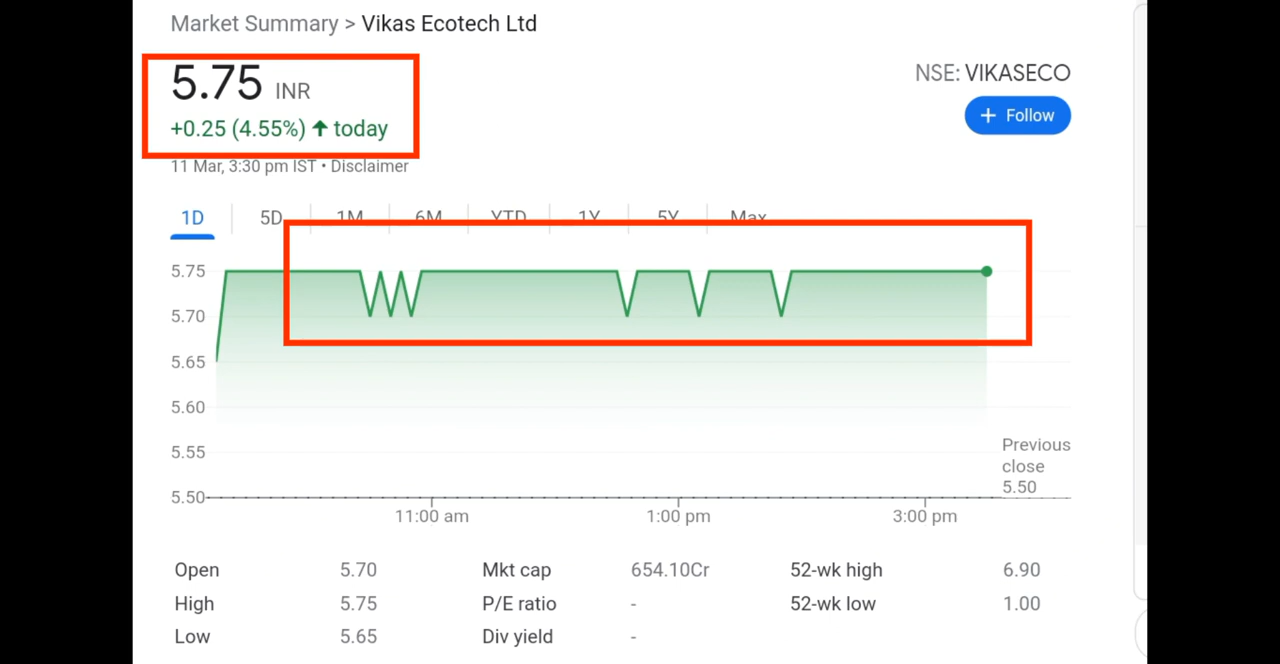 Market Summary > Vikas Ecotech Ltd
5.75 INR
NSE: VIKASECO
+0.25 (4.55%) ↑ today
+ Follow
11 Mar, 3:30 pm IST • Disclaimer
1D 5D 1M 6M YTD 1Y 5Y Max
5.75
5.70
5.65
5.60
5.55
5.50
Previous
close
5.50
11:00 am 1:00 pm 3:00 pm
Open 5.70 Mkt cap 654.10Cr 52-wk high 6.90
High 5.75 P/E ratio - 52-wk low 1.00
Low 5.65 Div yield -